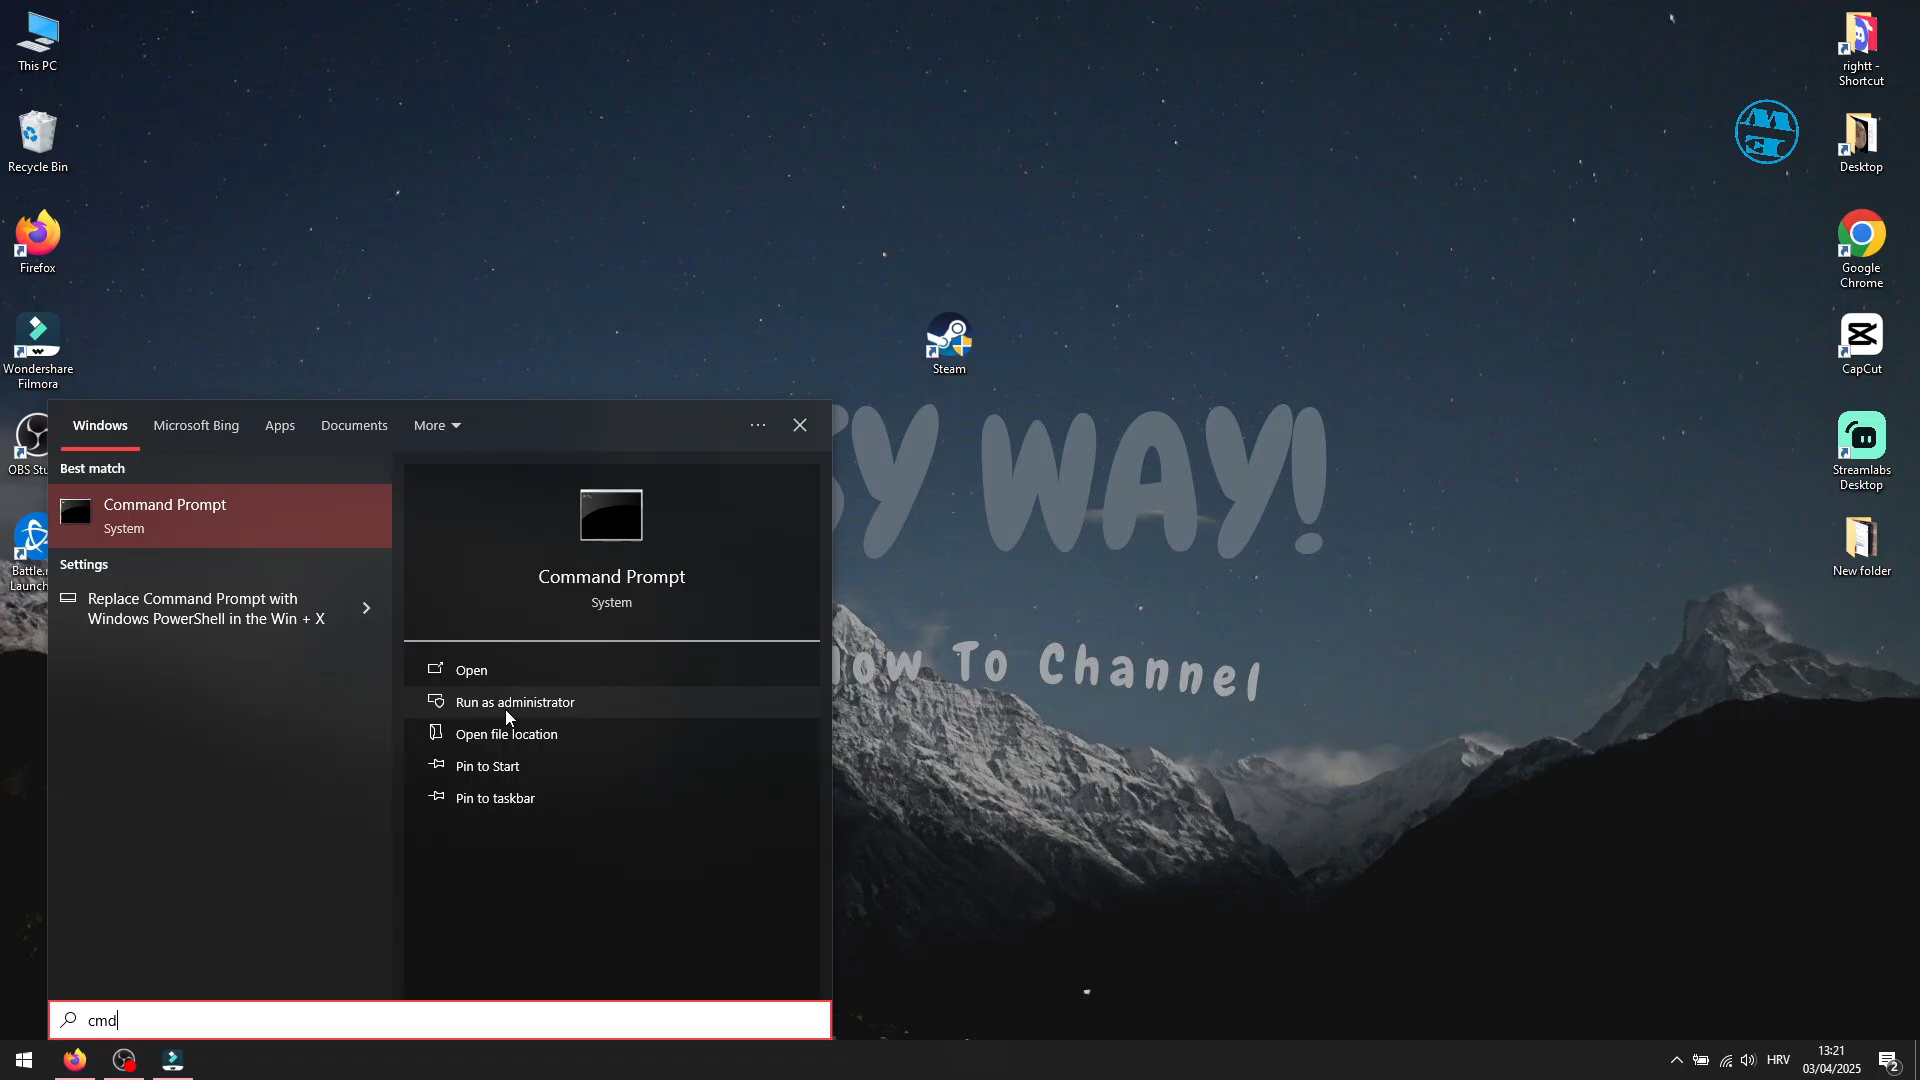 This PC
Recycle Bin
Firefox
Wondershare
Filmora
OBS Stu
Battle.n
Launch
Steam
rightt -
Shortcut
Desktop
Google
Chrome
CapCut
Streamlabs
Desktop
New folder
SY WAY!
How To Channel
Windows
Microsoft Bing
Apps
Documents
More
Best match
Command Prompt
System
Settings
Replace Command Prompt with
Windows PowerShell in the Win + X
Command Prompt
System
Open
Run as administrator
Open file location
Pin to Start
Pin to taskbar
cmd
HRV
13:21
03/04/2025
2